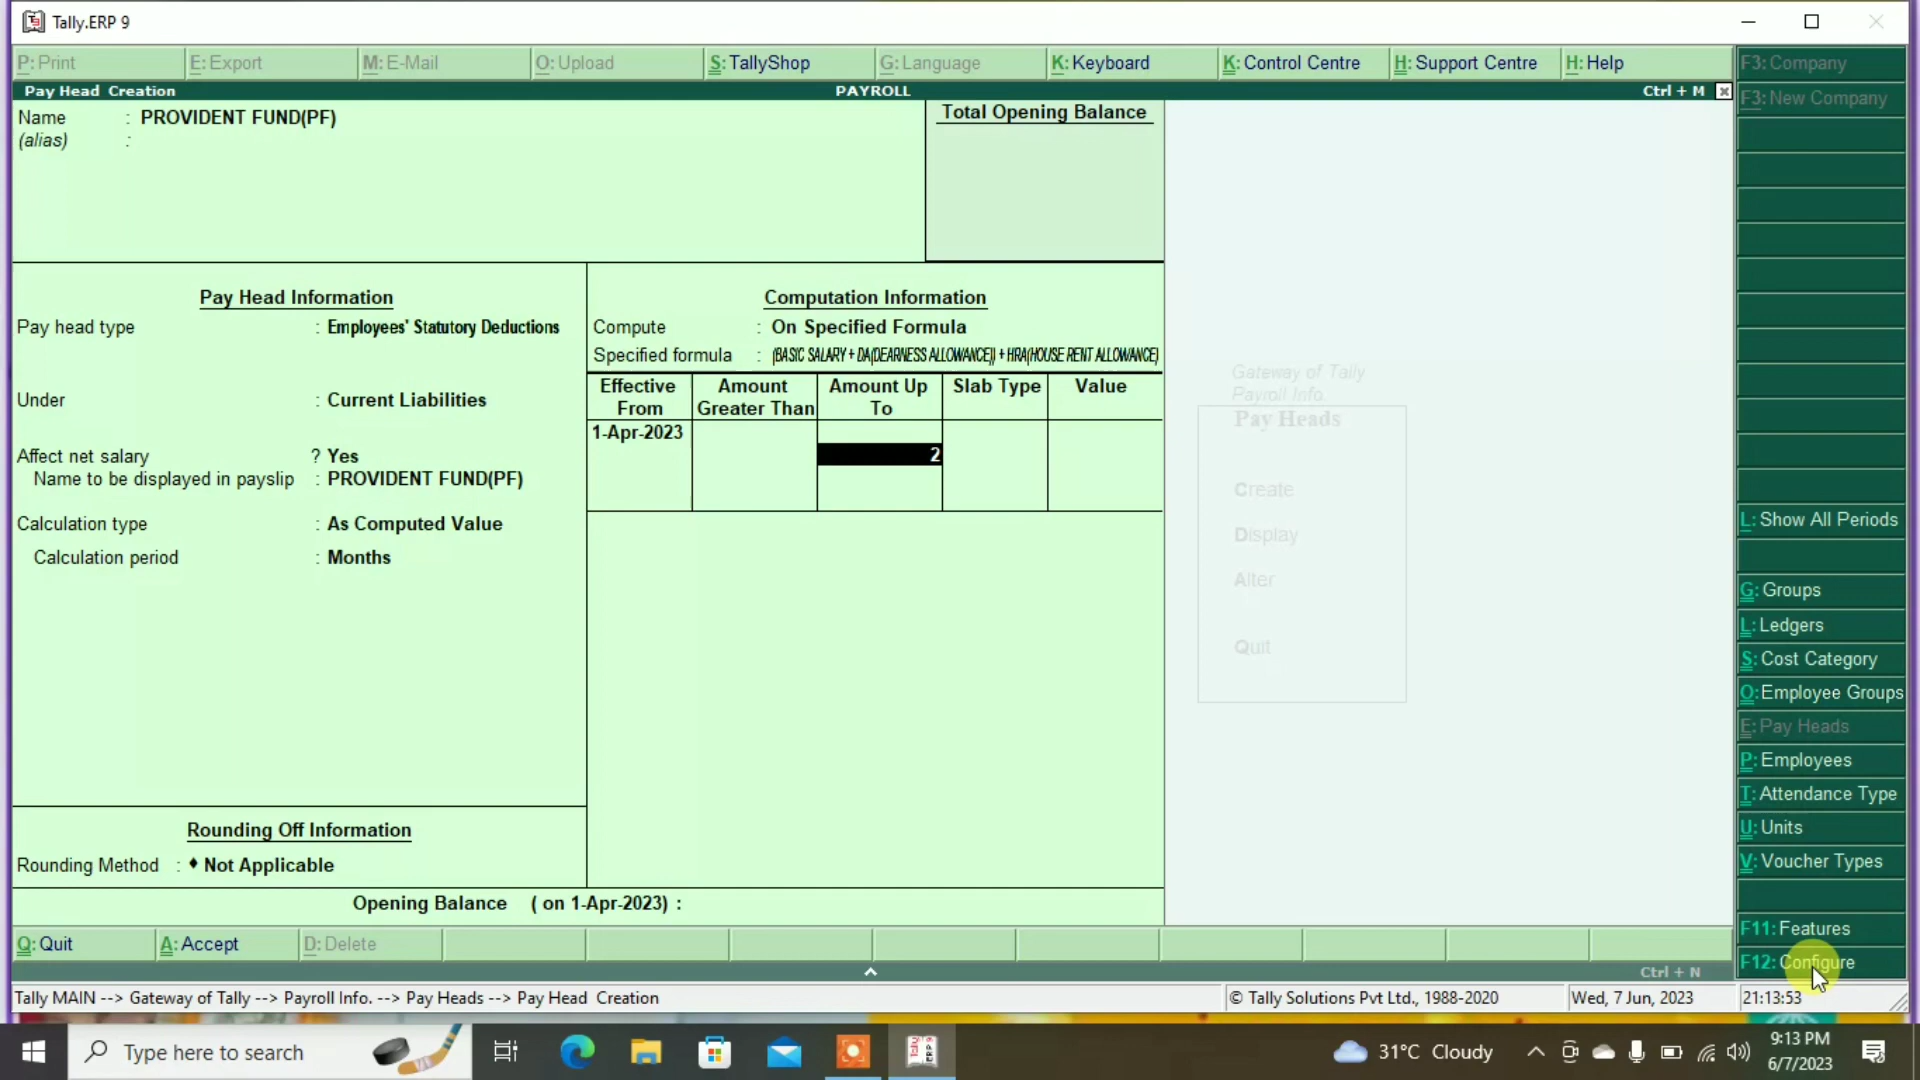 Tally.ERP 9
P: Print E: Export M: E-Mail O: Upload S: TallyShop G: Language K: Keyboard K: Control Centre H: Support Centre H: Help F3: Company
Pay Head Creation PAYROLL Ctrl + M
F3: New Company
Name : PROVIDENT FUND(PF)
(alias) :
Total Opening Balance
Pay Head Information
Pay head type : Employees' Statutory Deductions
Under : Current Liabilities
Affect net salary ? Yes
Name to be displayed in payslip : PROVIDENT FUND(PF)
Calculation type : As Computed Value
Calculation period : Months
Computation Information
Compute : On Specified Formula
Specified formula : (BASIC SALARY + DA(DEARNESS ALLOWANCE)) + HRA(HOUSE RENT ALLOWANCE)
Effective From Amount Greater Than Amount Up To Slab Type Value
1-Apr-2023
2
Rounding Off Information
Rounding Method : ♦ Not Applicable
Opening Balance ( on 1-Apr-2023) :
Gateway of Tally
Payroll Info.
Pay Heads
Create
Display
Alter
Quit
L: Show All Periods
G: Groups
L: Ledgers
S: Cost Category
O: Employee Groups
E: Pay Heads
P: Employees
T: Attendance Type
U: Units
V: Voucher Types
F11: Features
F12: Configure
Q: Quit A: Accept D: Delete
Ctrl + N
Tally MAIN --> Gateway of Tally --> Payroll Info. --> Pay Heads --> Pay Head Creation © Tally Solutions Pvt Ltd., 1988-2020 Wed, 7 Jun, 2023 21:13:53
Type here to search
31°C Cloudy
9:13 PM
6/7/2023